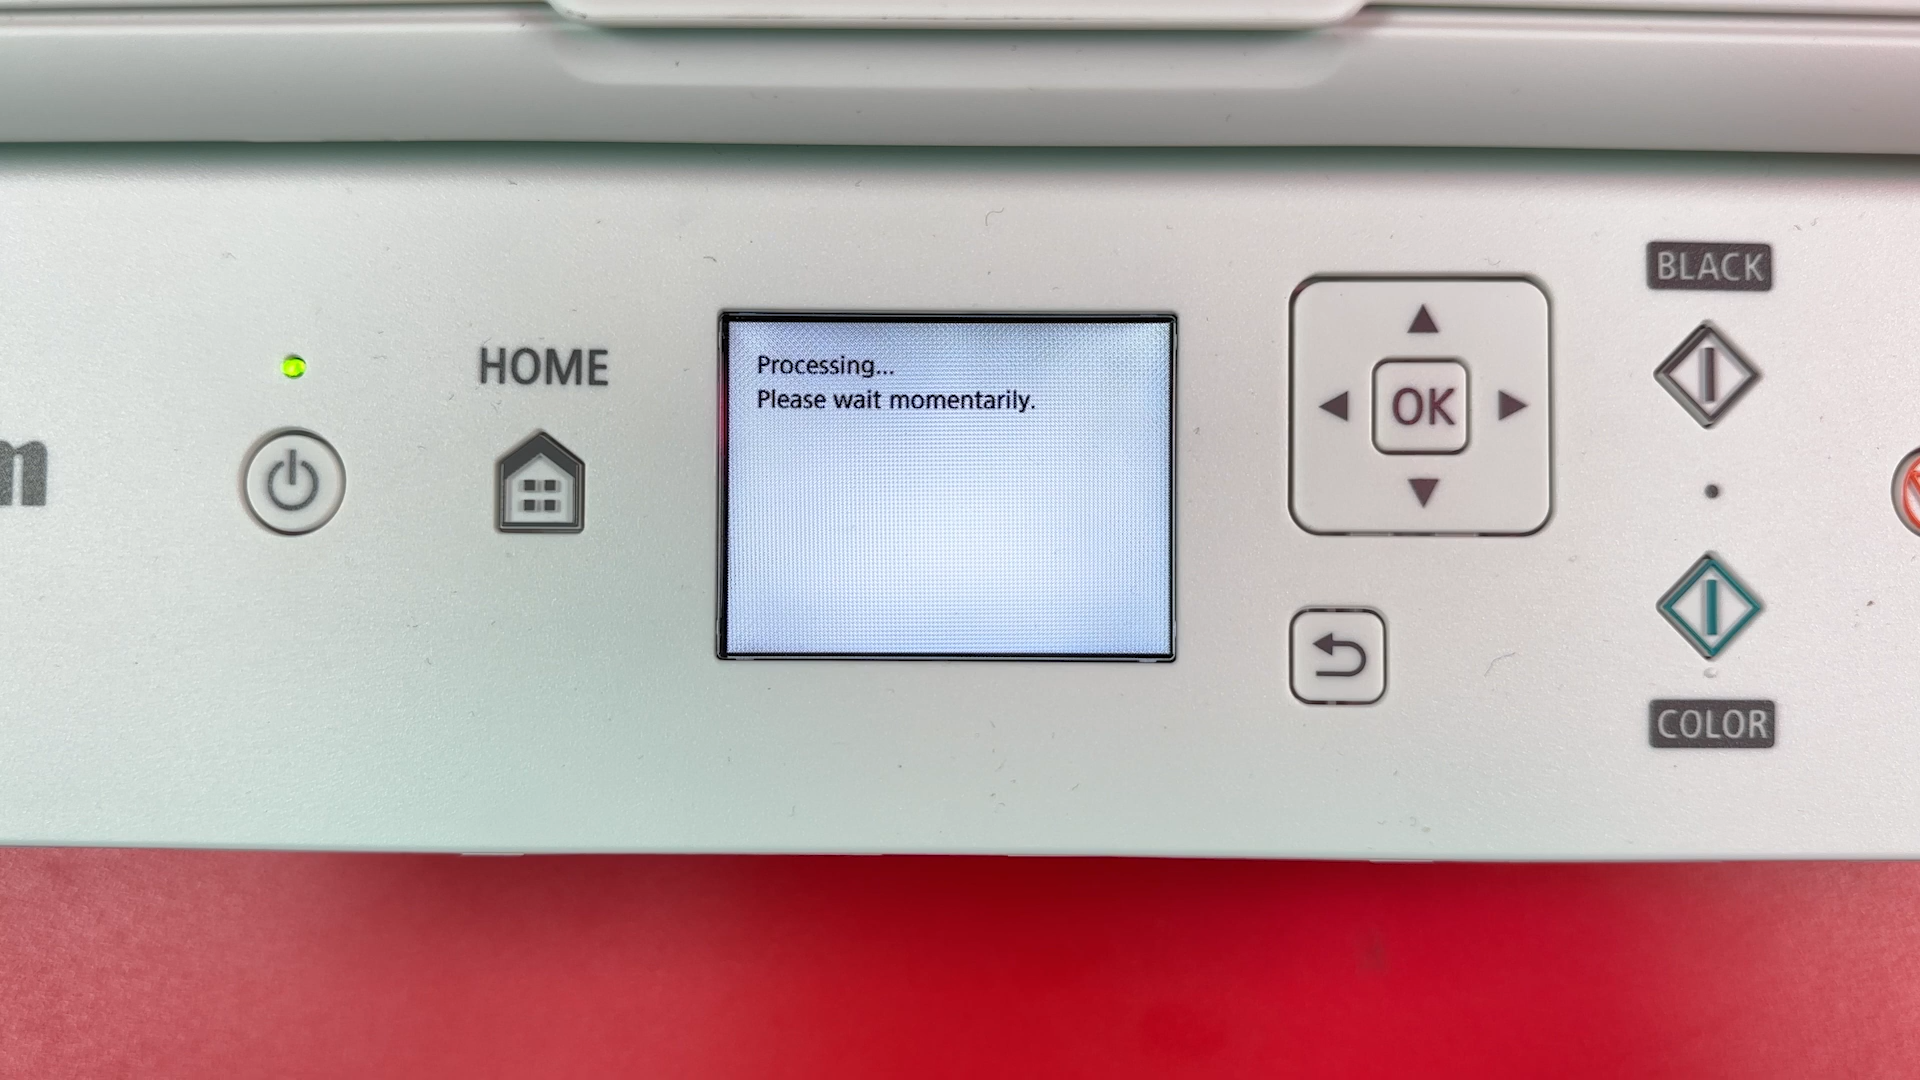 BLACK
HOME
Processing...
Please wait momentarily.
OK
COLOR